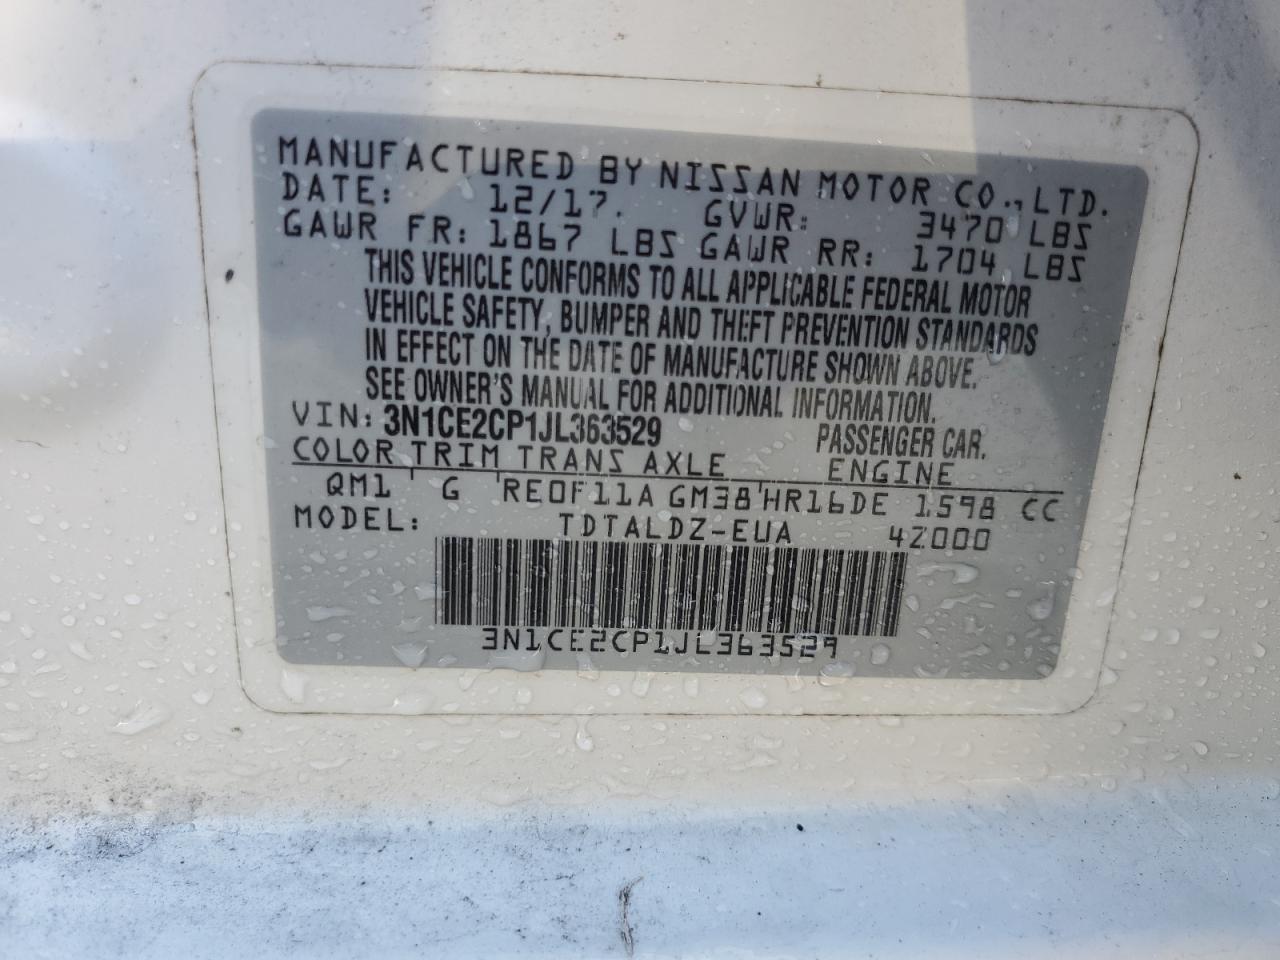 MANUFACTURED BY NISSAN MOTOR CO., LTD.
DATE: 12/17. GVWR: 3470 LBS
GAWR FR: 1867 LBS GAWR RR: 1704 LBS
THIS VEHICLE CONFORMS TO ALL APPLICABLE FEDERAL MOTOR
VEHICLE SAFETY, BUMPER AND THEFT PREVENTION STANDARDS
IN EFFECT ON THE DATE OF MANUFACTURE SHOWN ABOVE.
SEE OWNER'S MANUAL FOR ADDITIONAL INFORMATION.
VIN: 3N1CE2CP1JL363529 PASSENGER CAR.
COLOR TRIM TRANS AXLE ENGINE
QM1 G RE0F11A GM38 HR16DE 1598 CC
MODEL: TDTALDZ-EUA 4Z000
3N1CE2CP1JL363529